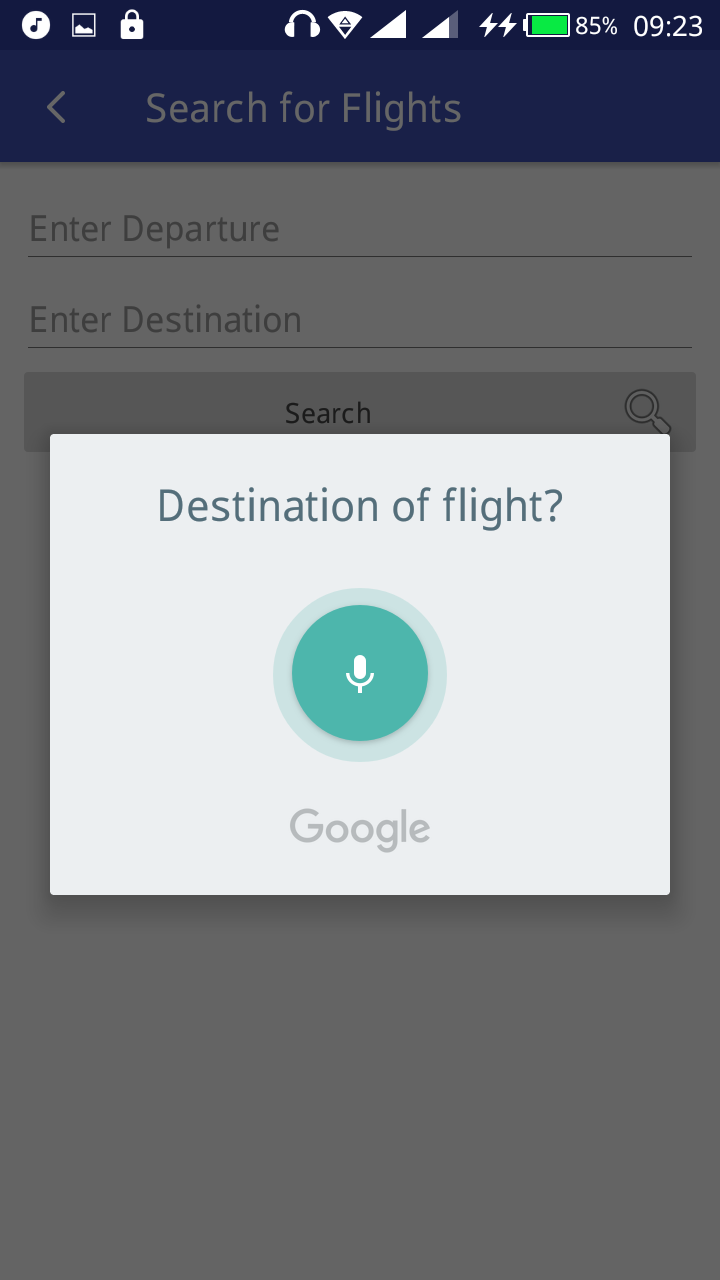 85% 09:23
Search for Flights
Enter Departure
Enter Destination
Search
Destination of flight?
Google